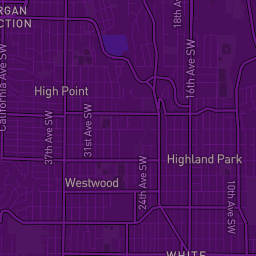 RGAN
CTION
18th A
California Ave SW
High Point
16th Ave SW
37th Ave SW
31st Ave SW
Highland Park
24th Ave SW
Westwood
10th Ave SW
WHITE